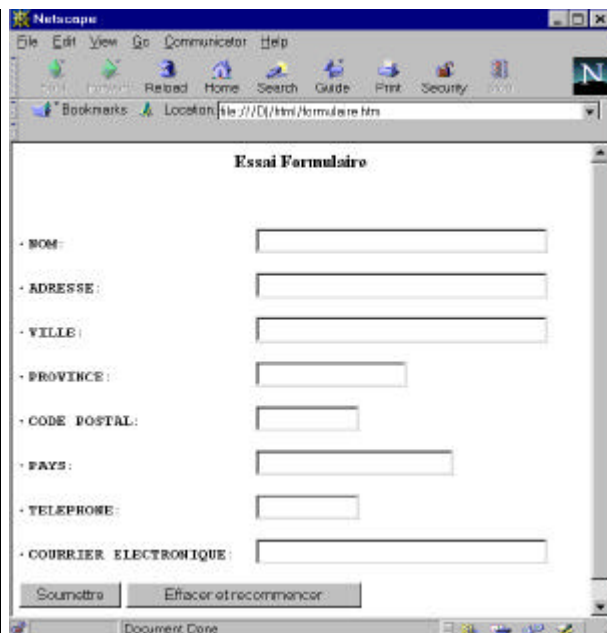 Netscape
File Edit View Go Communicator Help
Reload Home Search Guide Print Security
N
Bookmarks Location: file:///D|/html/formulaire.htm
Essai Formulaire
· NOM:
· ADRESSE:
· VILLE:
· PROVINCE:
· CODE POSTAL:
· PAYS:
· TELEPHONE:
· COURRIER ELECTRONIQUE:
Soumettre Effacer et recommencer
Document Done